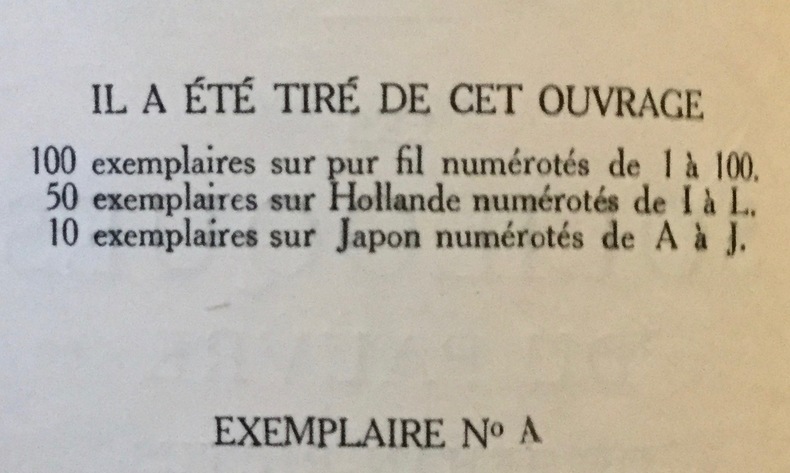 IL A ÉTÉ TIRÉ DE CET OUVRAGE
100 exemplaires sur pur fil numérotés de 1 à 100.
50 exemplaires sur Hollande numérotés de I à L.
10 exemplaires sur Japon numérotés de A à J.
EXEMPLAIRE Nº A